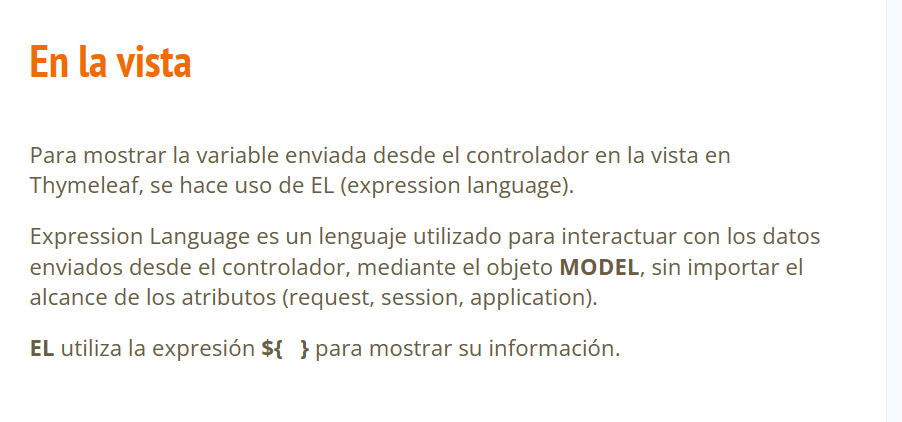 En la vista
Para mostrar la variable enviada desde el controlador en la vista en
Thymeleaf, se hace uso de EL (expression language).
Expression Language es un lenguaje utilizado para interactuar con los datos
enviados desde el controlador, mediante el objeto MODEL, sin importar el
alcance de los atributos (request, session, application).
EL utiliza la expresión ${   } para mostrar su información.